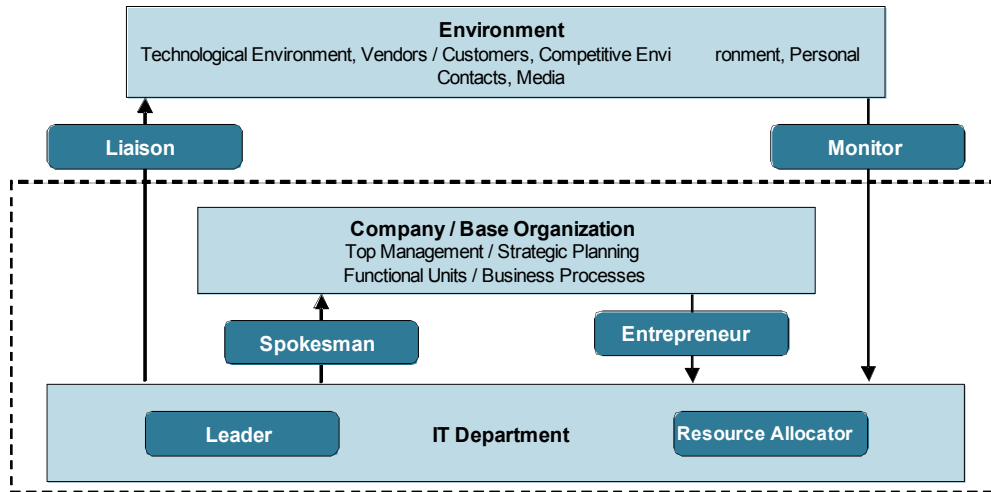 Environment
Technological Environment, Vendors / Customers, Competitive Envi ronment, Personal
Contacts, Media
Liaison
Monitor
Company / Base Organization
Top Management / Strategic Planning
Functional Units / Business Processes
Spokesman
Entrepreneur
Leader
IT Department
Resource Allocator